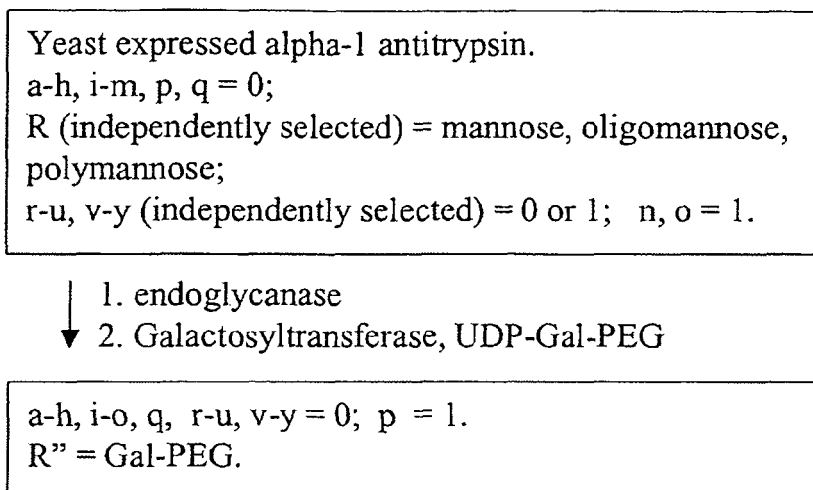 Yeast expressed alpha-1 antitrypsin.
a-h, i-m, p, q = 0;
R (independently selected) = mannose, oligomannose,
polymannose;
r-u, v-y (independently selected) = 0 or 1; n, o = 1.
1. endoglycanase
2. Galactosyltransferase, UDP-Gal-PEG
a-h, i-o, q, r-u, v-y = 0; p = 1.
R” = Gal-PEG.